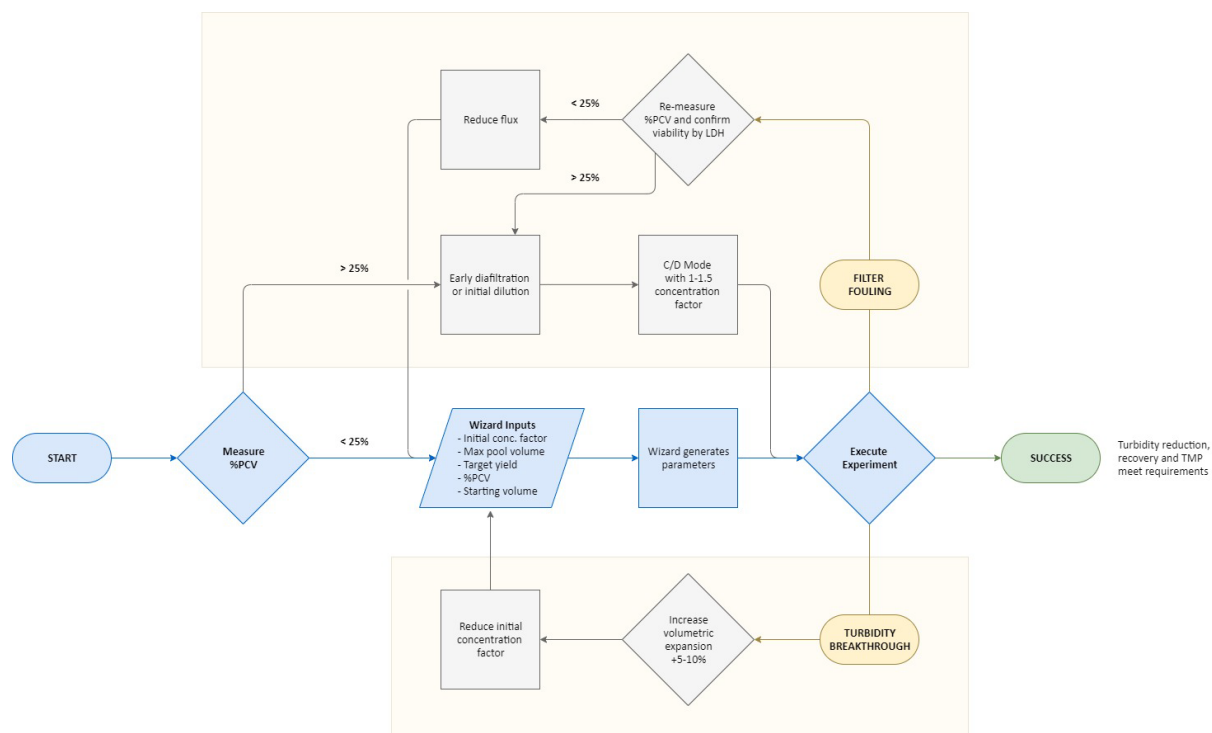 Reduce flux
< 25%
Re-measure
%PCV and confirm
viability by LDH
> 25%
> 25%
Early diafiltration
or initial dilution
C/D Mode
with 1-1.5
concentration
factor
FILTER
FOULING
START
Measure
%PCV
< 25%
Wizard Inputs
- Initial conc. factor
- Max pool volume
- Target yield
- %PCV
- Starting volume
Wizard generates
parameters
Execute
Experiment
SUCCESS
Turbidity reduction,
recovery and TMP
meet requirements
Reduce initial
concentration
factor
Increase
volumetric
expansion
+5-10%
TURBIDITY
BREAKTHROUGH